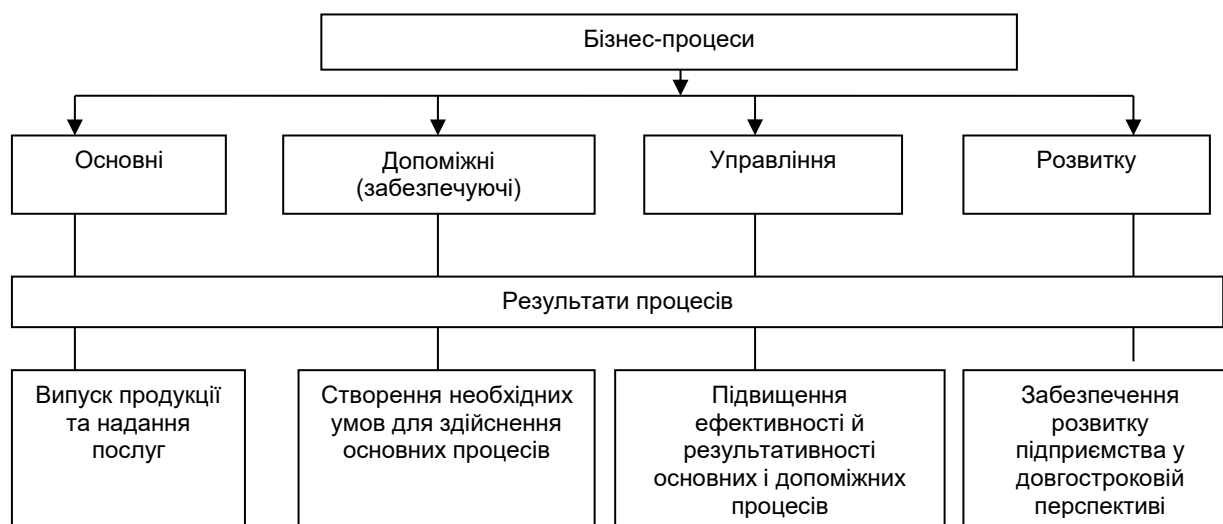 Бізнес-процеси
Основні
Допоміжні
(забезпечуючі)
Управління
Розвитку
Результати процесів
Випуск продукції
та надання
послуг
Створення необхідних
умов для здійснення
основних процесів
Підвищення
ефективності й
результативності
основних і допоміжних
процесів
Забезпечення
розвитку
підприємства у
довгостроковій
перспективі